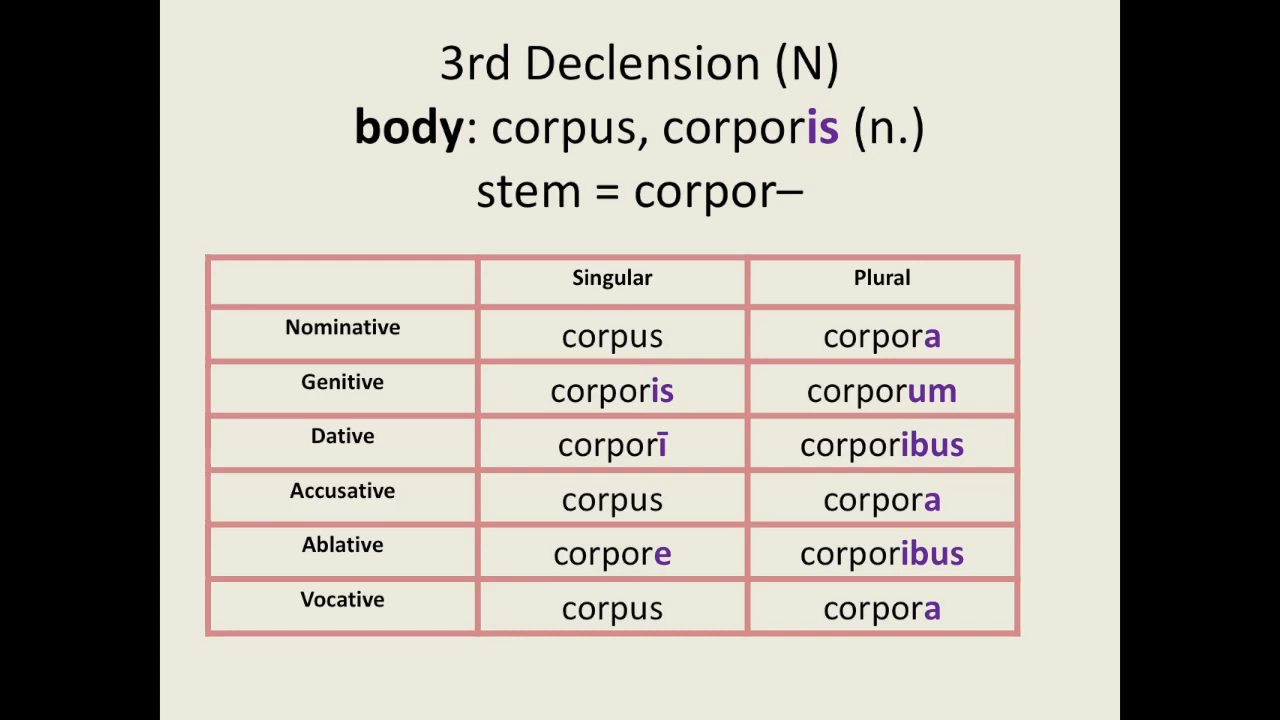 3rd Declension (N)
body: corpus, corporis (n.)
stem = corpor–
Singular Plural
Nominative corpus corpora
Genitive corporis corporum
Dative corporī corporibus
Accusative corpus corpora
Ablative corpore corporibus
Vocative corpus corpora